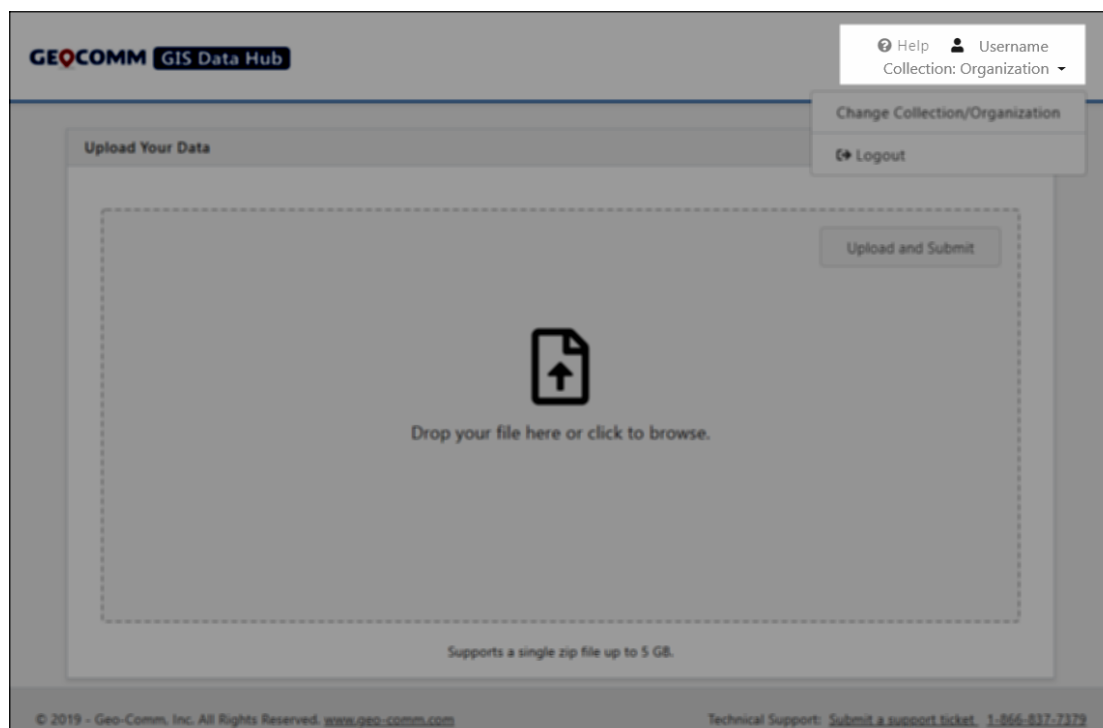 GEOCOMM GIS Data Hub
Help Username
Collection: Organization
Change Collection/Organization
Logout
Upload Your Data
Upload and Submit
Drop your file here or click to browse.
Supports a single zip file up to 5 GB.
© 2019 - Geo-Comm, Inc. All Rights Reserved. www.geo-comm.com
Technical Support: Submit a support ticket 1-866-837-7379